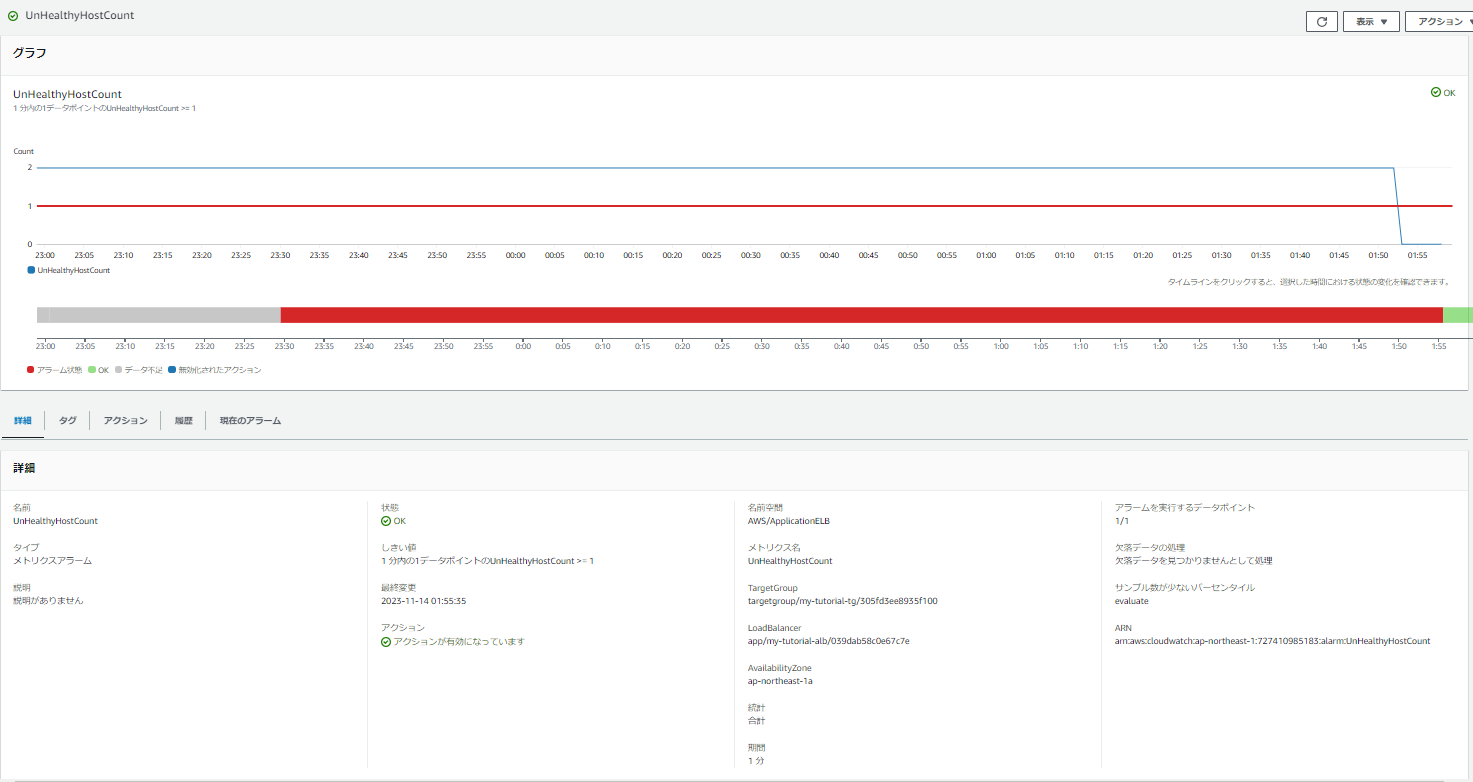 UnHealthyHostCount
表示 ▼
アクション ▼
グラフ
UnHealthyHostCount
1 分内の1データポイントのUnHealthyHostCount >= 1
OK
Count
2
1
0
23:00 23:05 23:10 23:15 23:20 23:25 23:30 23:35 23:40 23:45 23:50 23:55 00:00 00:05 00:10 00:15 00:20 00:25 00:30 00:35 00:40 00:45 00:50 00:55 01:00 01:05 01:10 01:15 01:20 01:25 01:30 01:35 01:40 01:45 01:50 01:55
UnHealthyHostCount
タイムラインをクリックすると、選択した時間における状態の変化を確認できます。
23:00 23:05 23:10 23:15 23:20 23:25 23:30 23:35 23:40 23:45 23:50 23:55 0:00 0:05 0:10 0:15 0:20 0:25 0:30 0:35 0:40 0:45 0:50 0:55 1:00 1:05 1:10 1:15 1:20 1:25 1:30 1:35 1:40 1:45 1:50 1:55
アラーム状態 OK データ不足 無効化されたアクション
詳細 タグ アクション 履歴 現在のアラーム
詳細
名前
UnHealthyHostCount
タイプ
メトリクスアラーム
説明
説明がありません
状態
OK
しきい値
1 分内の1データポイントのUnHealthyHostCount >= 1
最終変更
2023-11-14 01:55:35
アクション
アクションが有効になっています
名前空間
AWS/ApplicationELB
メトリクス名
UnHealthyHostCount
TargetGroup
targetgroup/my-tutorial-tg/305fd3ee8935f100
LoadBalancer
app/my-tutorial-alb/039dab58c0e67c7e
AvailabilityZone
ap-northeast-1a
統計
合計
期間
1 分
アラームを実行するデータポイント
1/1
欠落データの処理
欠落データを見つかりませんとして処理
サンプル数が少ないパーセンタイル
evaluate
ARN
arn:aws:cloudwatch:ap-northeast-1:727410985183:alarm:UnHealthyHostCount